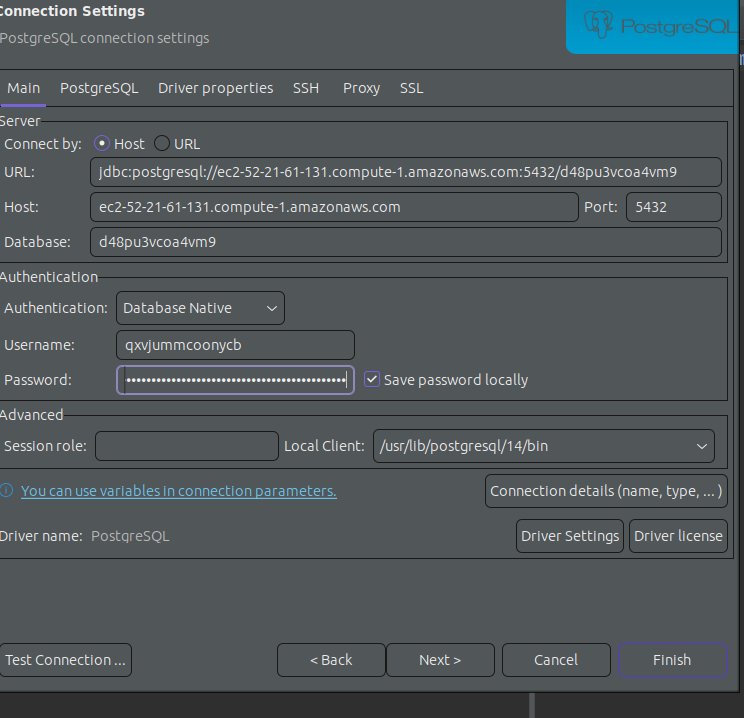 Connection Settings
PostgreSQL connection settings
PostgreSQL
Main PostgreSQL Driver properties SSH Proxy SSL
Server
Connect by: Host URL
URL: jdbc:postgresql://ec2-52-21-61-131.compute-1.amazonaws.com:5432/d48pu3vcoa4vm9
Host: ec2-52-21-61-131.compute-1.amazonaws.com Port: 5432
Database: d48pu3vcoa4vm9
Authentication
Authentication: Database Native
Username: qxvjummcoonycb
Password: •••••••••••••••••••••••••••••••••••••••••••• Save password locally
Advanced
Session role: Local Client: /usr/lib/postgresql/14/bin
You can use variables in connection parameters. Connection details (name, type, ... )
Driver name: PostgreSQL Driver Settings Driver license
Test Connection ... < Back Next > Cancel Finish